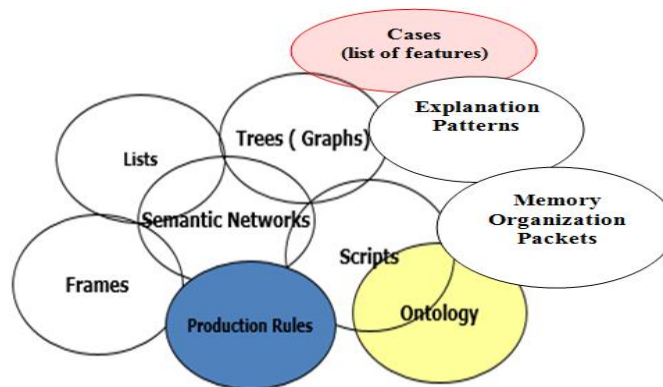 Cases
(list of features)
Explanation
Patterns
Trees ( Graphs)
Lists
Memory
Organization
Packets
Semantic Networks
Scripts
Frames
Ontology
Production Rules